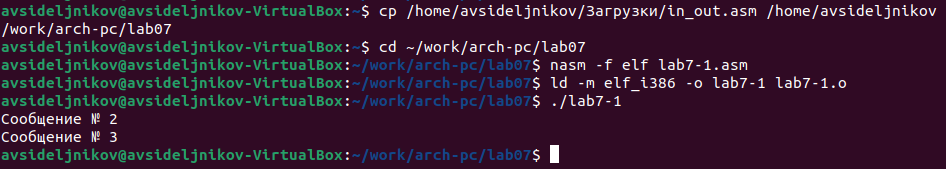 avsideljnikov@avsideljnikov-VirtualBox:~$ cp /home/avsideljnikov/Загрузки/in_out.asm /home/avsideljnikov
/work/arch-pc/lab07
avsideljnikov@avsideljnikov-VirtualBox:~$ cd ~/work/arch-pc/lab07
avsideljnikov@avsideljnikov-VirtualBox:~/work/arch-pc/lab07$ nasm -f elf lab7-1.asm
avsideljnikov@avsideljnikov-VirtualBox:~/work/arch-pc/lab07$ ld -m elf_i386 -o lab7-1 lab7-1.o
avsideljnikov@avsideljnikov-VirtualBox:~/work/arch-pc/lab07$ ./lab7-1
Сообщение № 2
Сообщение № 3
avsideljnikov@avsideljnikov-VirtualBox:~/work/arch-pc/lab07$